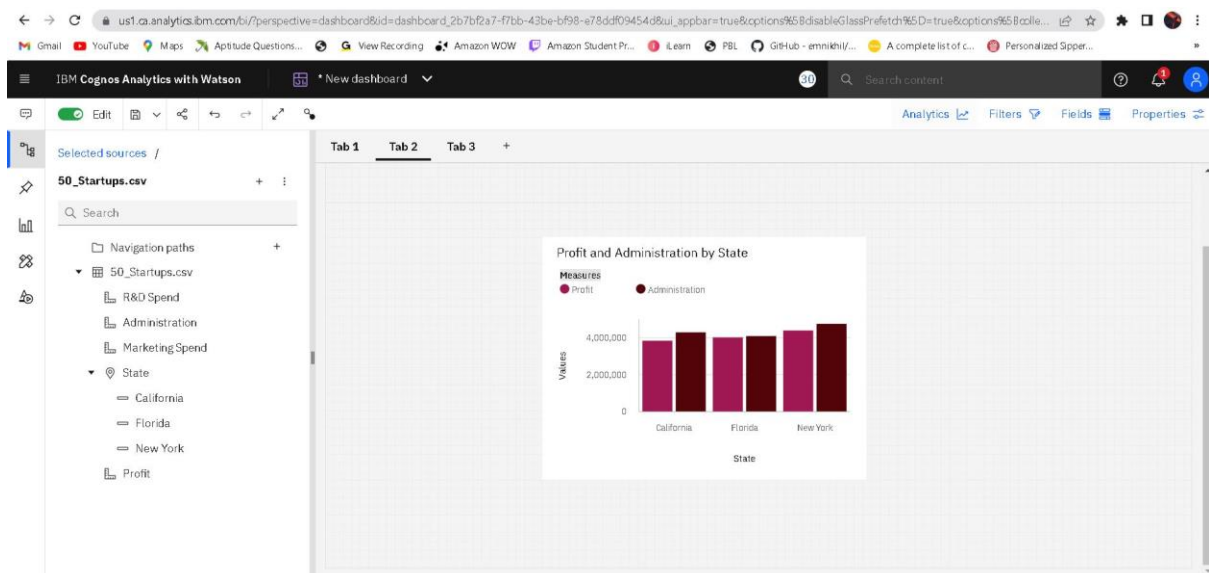 us1.ca.analytics.ibm.com/bi/?perspective=dashboard&id=dashboard_2b7bf2a7-f7bb-43be-bf98-e78ddf09454d&ui_appbar=true&options%5BdisableGlassPrefetch%5D=true&options%5Bcolle...
Gmail YouTube Maps Aptitude Questions... View Recording Amazon WOW Amazon Student Pr... iLearn PBL GitHub - emnikhil/... A complete list of c... Personalized Sipper... »
IBM Cognos Analytics with Watson * New dashboard 30 Search content 1
Edit Analytics Filters Fields Properties
Selected sources / Tab 1 Tab 2 Tab 3 +
50_Startups.csv
Search
Navigation paths +
50_Startups.csv
R&D Spend
Administration
Marketing Spend
State
California
Florida
New York
Profit
Profit and Administration by State
Measures
Profit Administration
Values
4,000,000
2,000,000
0
California Florida New York
State